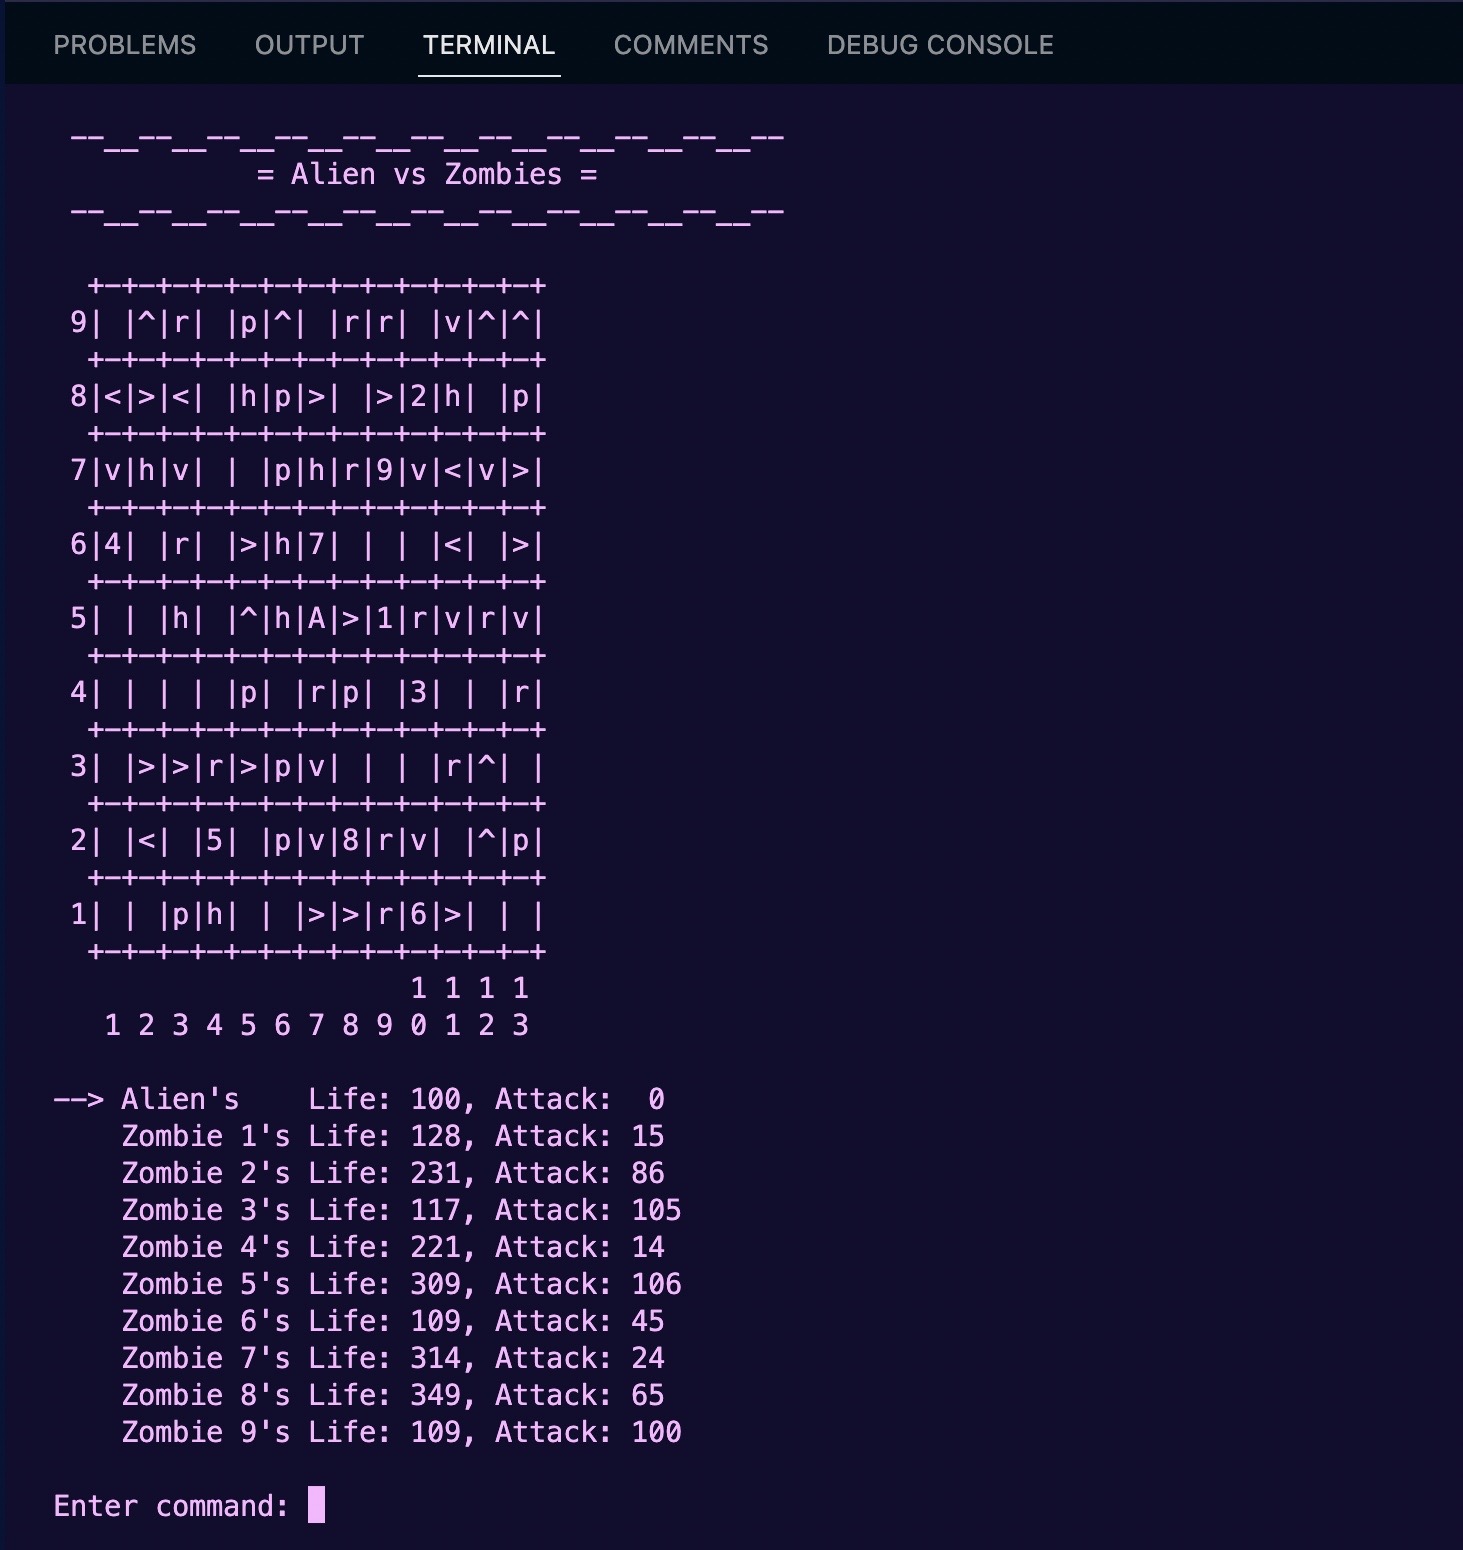 PROBLEMS OUTPUT TERMINAL COMMENTS DEBUG CONSOLE
--__--__--__--__--__--__--__--__--__--__--
= Alien vs Zombies =
--__--__--__--__--__--__--__--__--__--__--
+-+-+-+-+-+-+-+-+-+-+-+-+-+
9| |^|r| |p|^| |r|r| |v|^|^|
+-+-+-+-+-+-+-+-+-+-+-+-+-+
8|<|>|<| |h|p|>| |>|2|h| |p|
+-+-+-+-+-+-+-+-+-+-+-+-+-+
7|v|h|v| | |p|h|r|9|v|<|v|>|
+-+-+-+-+-+-+-+-+-+-+-+-+-+
6|4| |r| |>|h|7| | | |<| |>|
+-+-+-+-+-+-+-+-+-+-+-+-+-+
5| | |h| |^|h|A|>|1|r|v|r|v|
+-+-+-+-+-+-+-+-+-+-+-+-+-+
4| | | | |p| |r|p| |3| | |r|
+-+-+-+-+-+-+-+-+-+-+-+-+-+
3| |>|>|r|>|p|v| | | |r|^| |
+-+-+-+-+-+-+-+-+-+-+-+-+-+
2| |<| |5| |p|v|8|r|v| |^|p|
+-+-+-+-+-+-+-+-+-+-+-+-+-+
1| | |p|h| | |>|>|r|6|>| | |
+-+-+-+-+-+-+-+-+-+-+-+-+-+
1 1 1 1
1 2 3 4 5 6 7 8 9 0 1 2 3
--> Alien's    Life: 100, Attack:  0
Zombie 1's Life: 128, Attack: 15
Zombie 2's Life: 231, Attack: 86
Zombie 3's Life: 117, Attack: 105
Zombie 4's Life: 221, Attack: 14
Zombie 5's Life: 309, Attack: 106
Zombie 6's Life: 109, Attack: 45
Zombie 7's Life: 314, Attack: 24
Zombie 8's Life: 349, Attack: 65
Zombie 9's Life: 109, Attack: 100
Enter command: